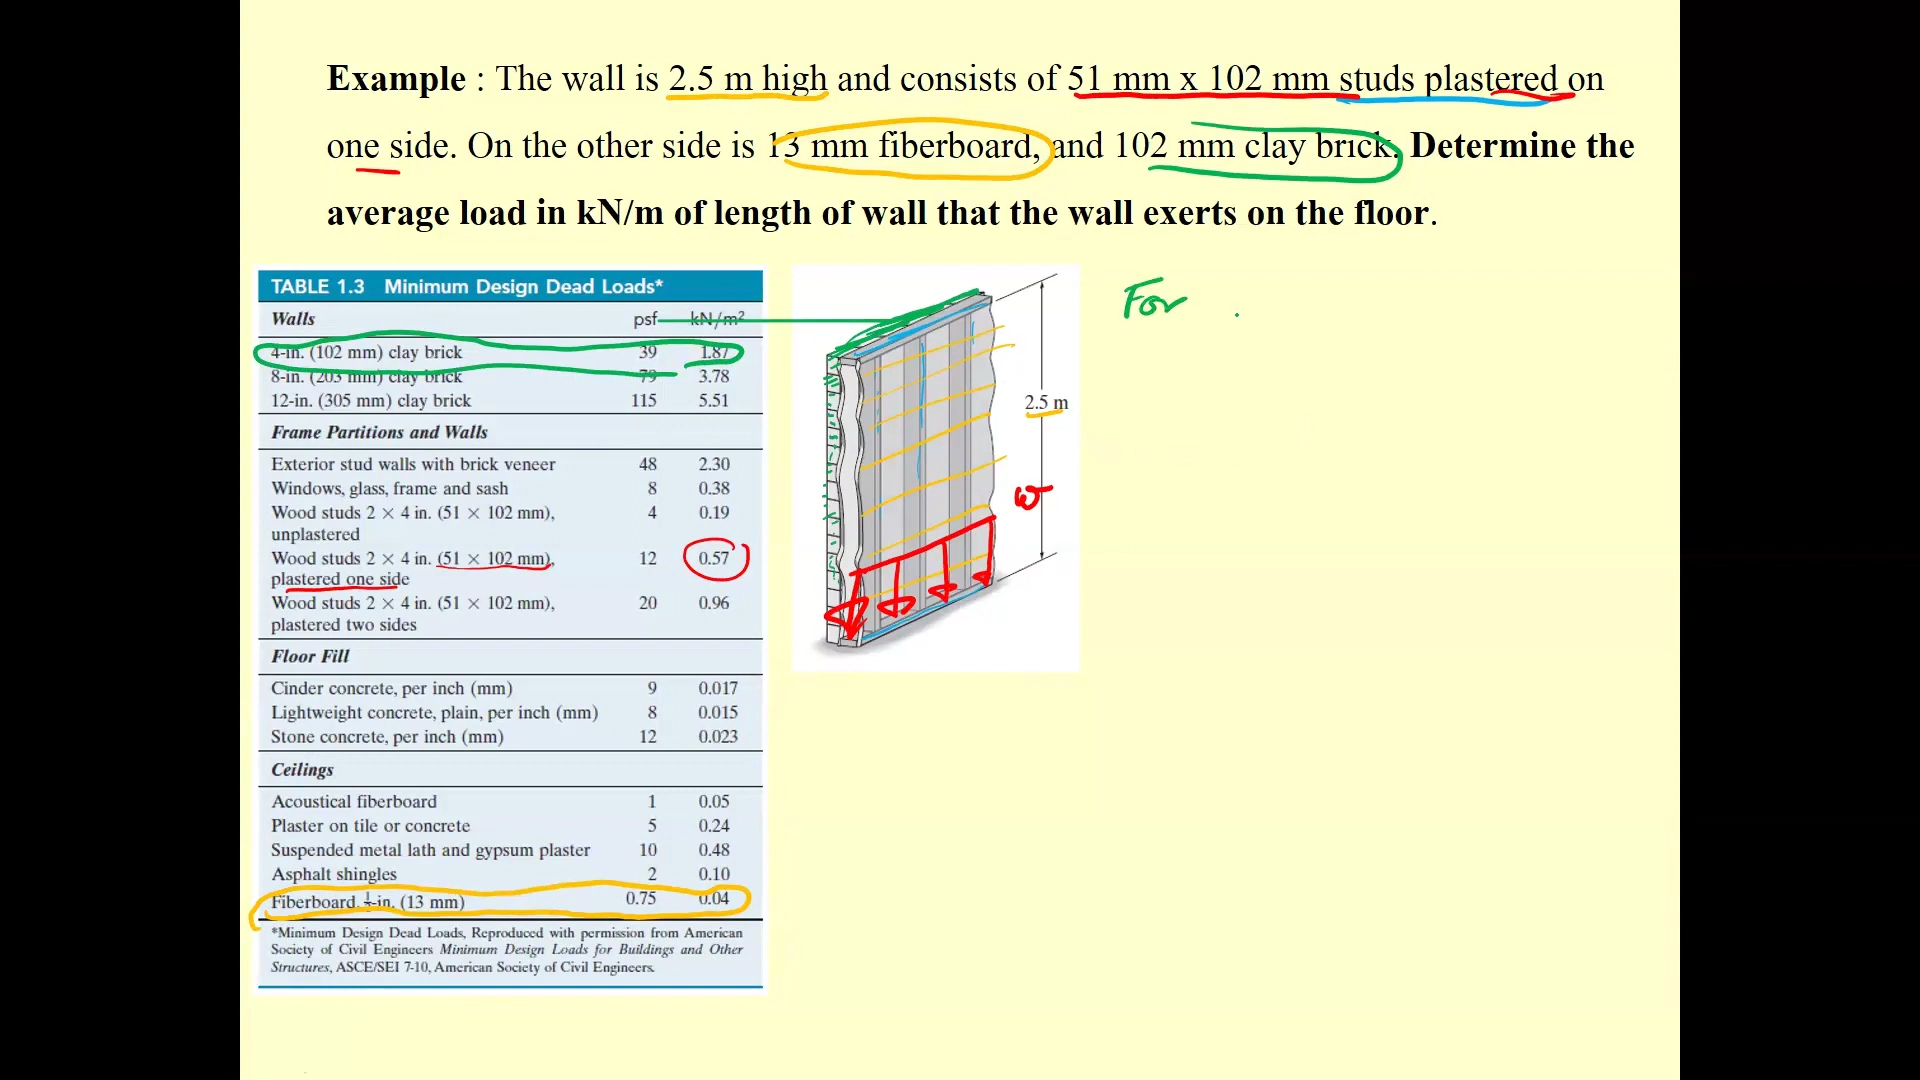 Example : The wall is 2.5 m high and consists of 51 mm x 102 mm studs plastered on
one side. On the other side is 13 mm fiberboard, and 102 mm clay brick. Determine the
average load in kN/m of length of wall that the wall exerts on the floor.
TABLE 1.3 Minimum Design Dead Loads*
Walls psf kN/m²
4-in. (102 mm) clay brick 39 1.87
8-in. (203 mm) clay brick 79 3.78
12-in. (305 mm) clay brick 115 5.51
Frame Partitions and Walls
Exterior stud walls with brick veneer 48 2.30
Windows, glass, frame and sash 8 0.38
Wood studs 2 × 4 in. (51 × 102 mm), 4 0.19
unplastered
Wood studs 2 × 4 in. (51 × 102 mm), 12 0.57
plastered one side
Wood studs 2 × 4 in. (51 × 102 mm), 20 0.96
plastered two sides
Floor Fill
Cinder concrete, per inch (mm) 9 0.017
Lightweight concrete, plain, per inch (mm) 8 0.015
Stone concrete, per inch (mm) 12 0.023
Ceilings
Acoustical fiberboard 1 0.05
Plaster on tile or concrete 5 0.24
Suspended metal lath and gypsum plaster 10 0.48
Asphalt shingles 2 0.10
Fiberboard, ½-in. (13 mm) 0.75 0.04
*Minimum Design Dead Loads, Reproduced with permission from American
Society of Civil Engineers Minimum Design Loads for Buildings and Other
Structures, ASCE/SEI 7-10, American Society of Civil Engineers.
2.5 m
ω
For